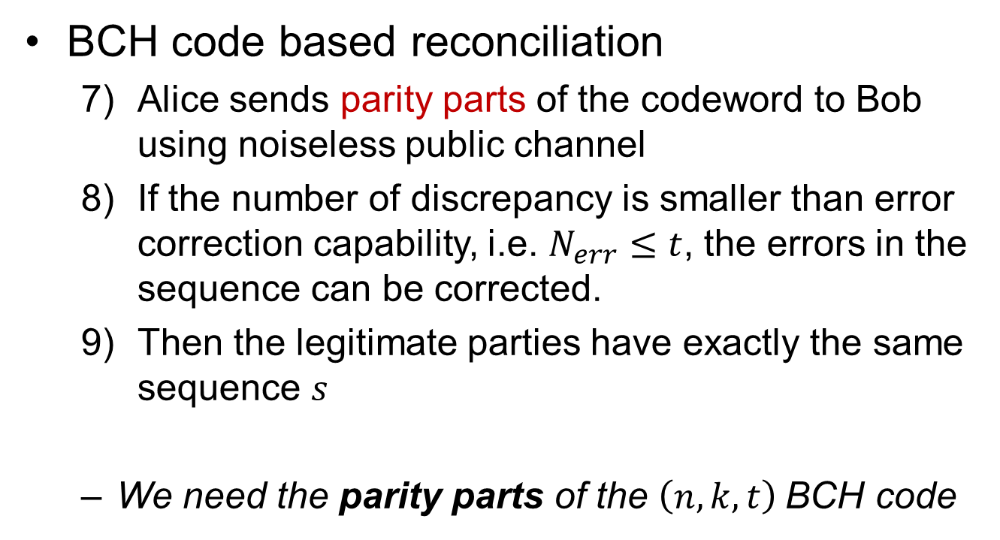 • BCH code based reconciliation
7) Alice sends parity parts of the codeword to Bob
using noiseless public channel
8) If the number of discrepancy is smaller than error
correction capability, i.e. N_err ≤ t, the errors in the
sequence can be corrected.
9) Then the legitimate parties have exactly the same
sequence s
– We need the parity parts of the (n, k, t) BCH code